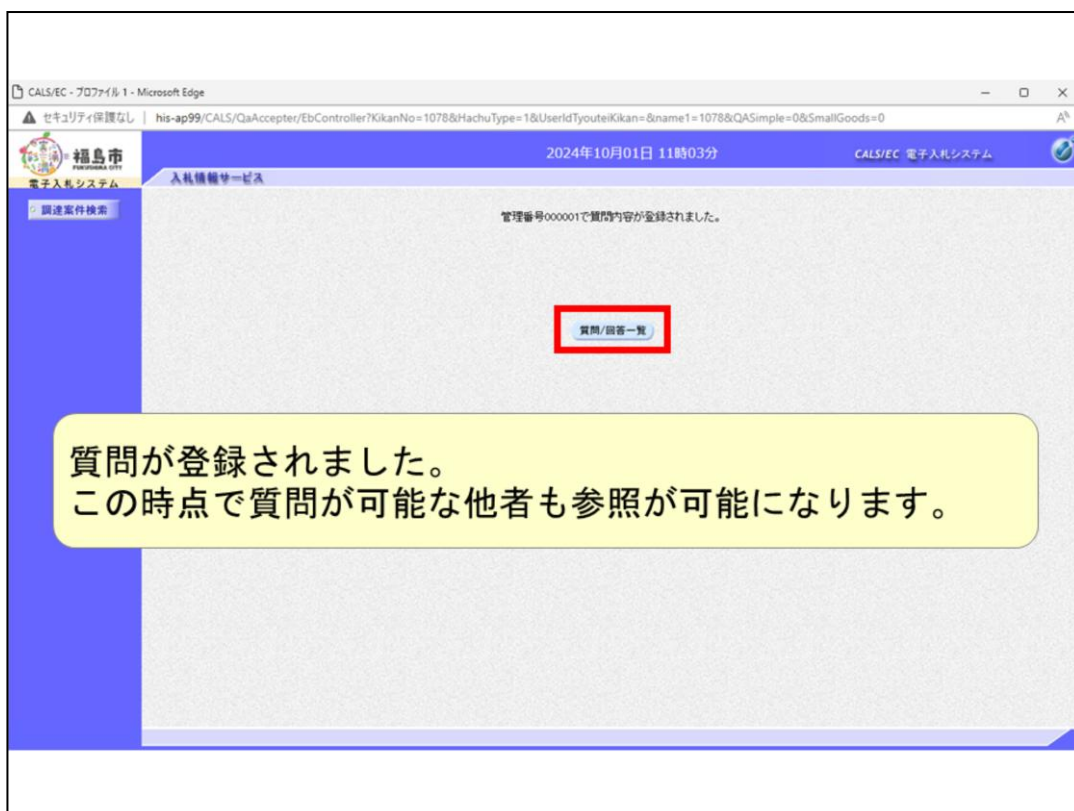 CALS/EC - プロファイル 1 - Microsoft Edge
セキュリティ保護なし | his-ap99/CALS/QaAccepter/EbController?KikanNo=1078&HachuType=1&UserIdTyouteiKikan=&name1=1078&QASimple=0&SmallGoods=0
福島市
FUKUSHIMA CITY
電子入札システム
2024年10月01日 11時03分
CALS/EC 電子入札システム
入札情報サービス
調達案件検索
管理番号000001で質問内容が登録されました。
質問/回答一覧
質問が登録されました。
この時点で質問が可能な他者も参照が可能になります。